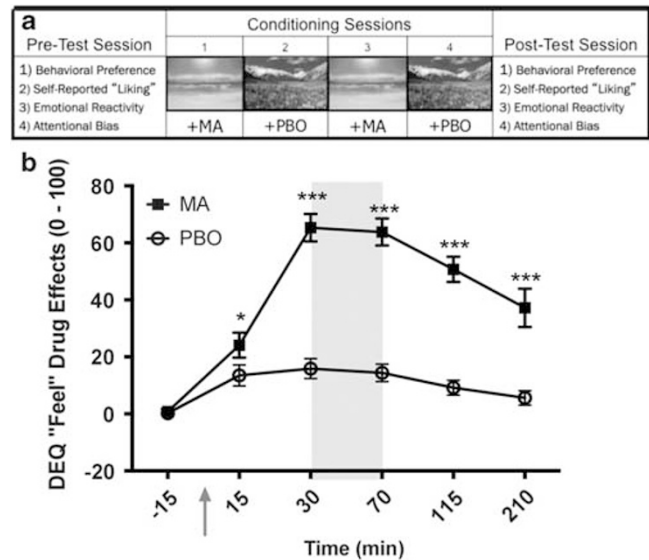 a
Conditioning Sessions
Pre-Test Session 1 2 3 4 Post-Test Session
1) Behavioral Preference
2) Self-Reported "Liking"
3) Emotional Reactivity
4) Attentional Bias
+MA +PBO +MA +PBO
1) Behavioral Preference
2) Self-Reported "Liking"
3) Emotional Reactivity
4) Attentional Bias
b
DEQ "Feel" Drug Effects (0 - 100)
80
60
40
20
0
-20
MA
PBO
*
***
***
***
***
-15 15 30 70 115 210
Time (min)